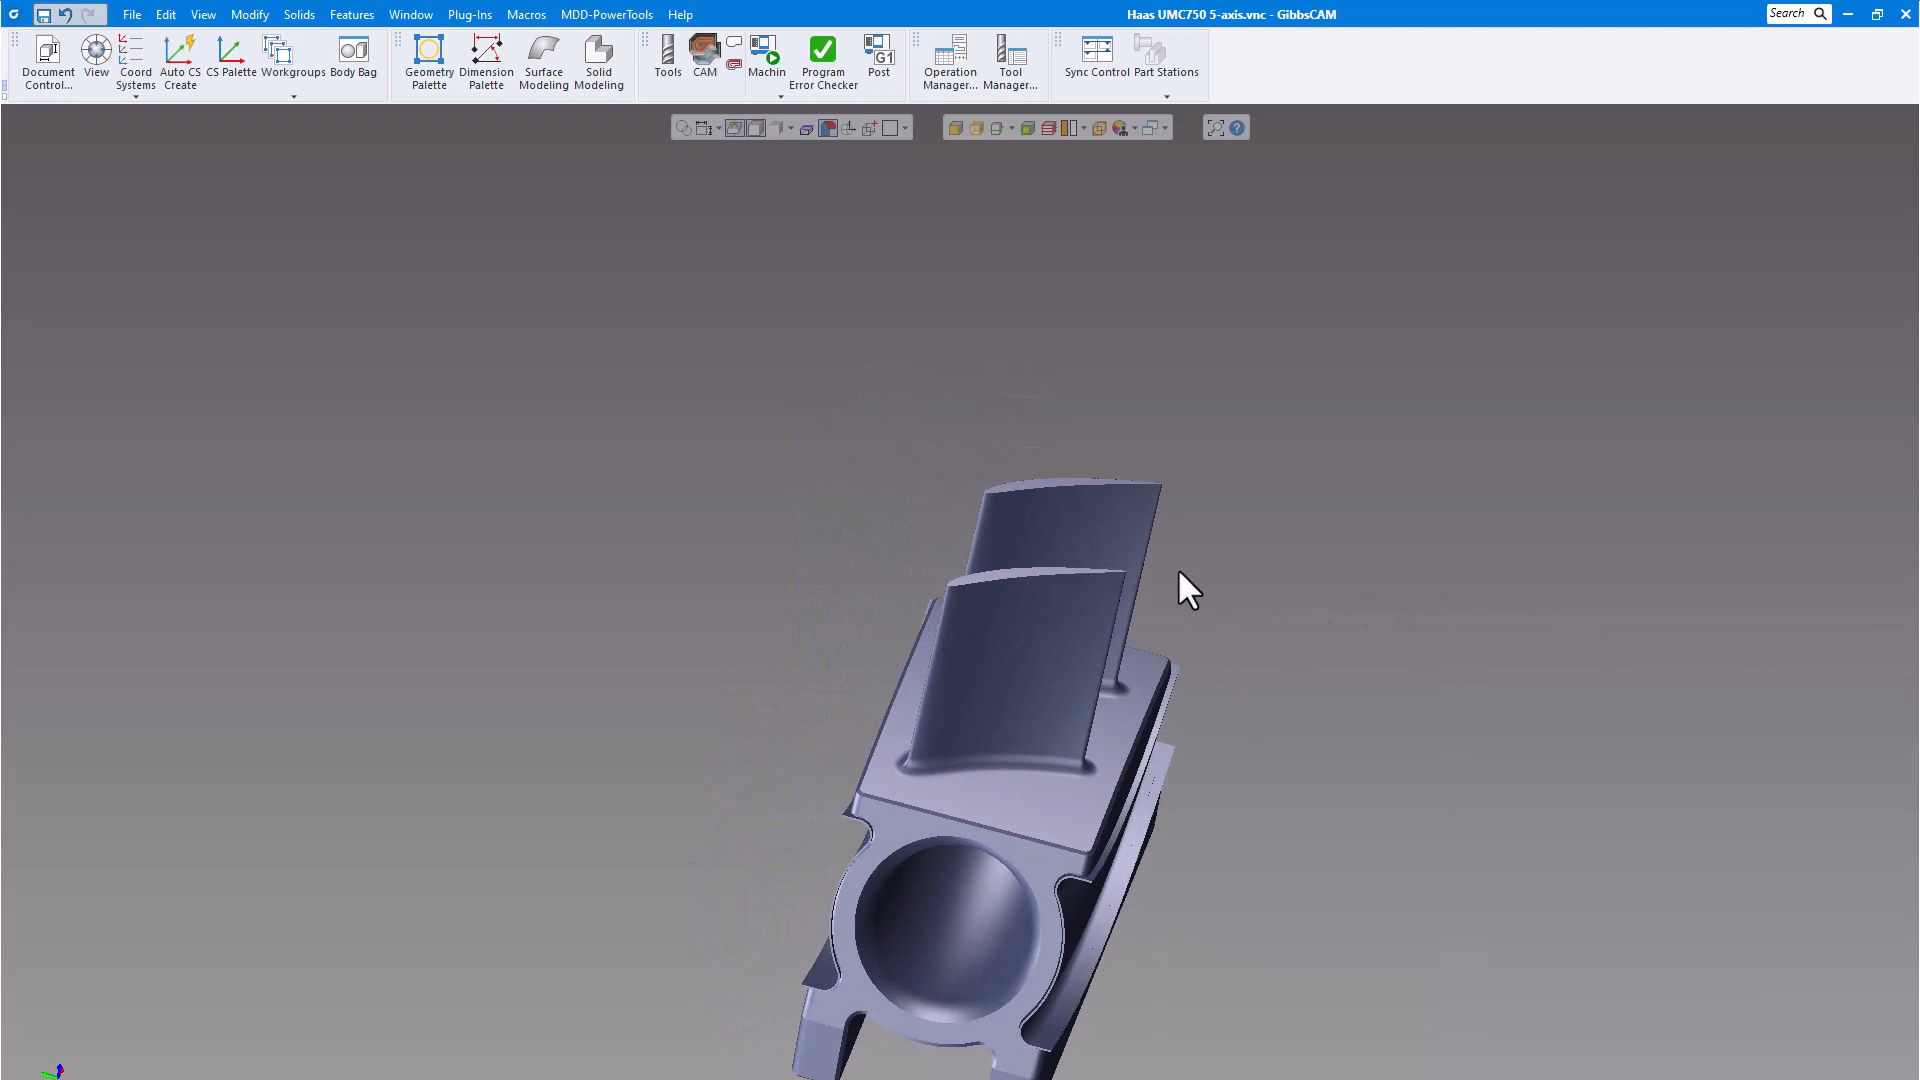 File Edit View Modify Solids Features Window Plug-Ins Macros MDD-PowerTools Help
Haas UMC750 5-axis.vnc - GibbsCAM
Search
Document Control...
View
Coord Systems
Auto CS Create
CS Palette
Workgroups
Body Bag
Geometry Palette
Dimension Palette
Surface Modeling
Solid Modeling
Tools
CAM
Machin
Program Error Checker
G1
Post
Operation Manager...
Tool Manager...
Sync Control
Part Stations